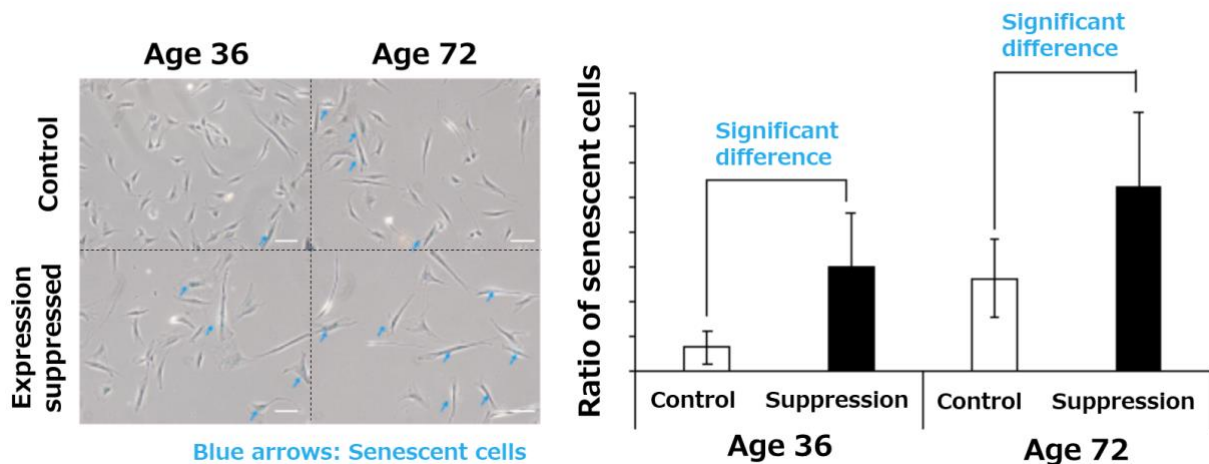 Age 36
Age 72
Control
Expression
suppressed
Blue arrows: Senescent cells
Ratio of senescent cells
Significant
difference
Significant
difference
Control
Suppression
Control
Suppression
Age 36
Age 72